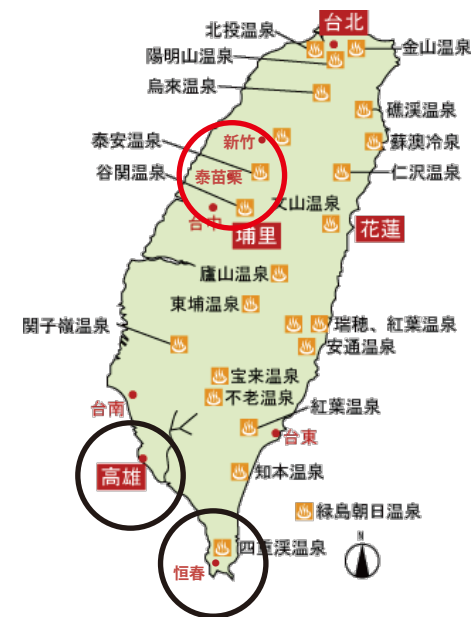 台北
北投温泉
金山温泉
陽明山温泉
烏來温泉
礁溪温泉
蘇澳冷泉
泰安温泉
新竹
谷関温泉
泰苗栗
仁沢温泉
文山温泉
台中
埔里
花蓮
廬山温泉
東埔温泉
関子嶺温泉
瑞穂、紅葉温泉
安通温泉
宝来温泉
不老温泉
台南
紅葉温泉
台東
高雄
知本温泉
緑島朝日温泉
四重渓温泉
恒春
N